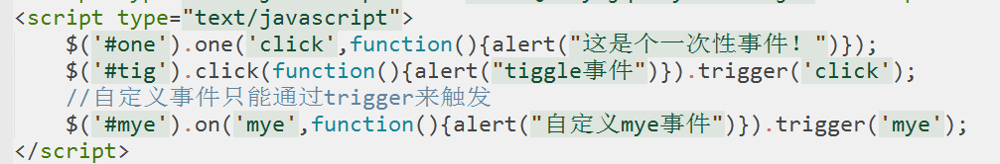 <script type="text/javascript">
$('#one').one('click',function(){alert("这是个一次性事件！")});
$('#tig').click(function(){alert("tiggle事件")}).trigger('click');
//自定义事件只能通过trigger来触发
$('#mye').on('mye',function(){alert("自定义mye事件")}).trigger('mye');
</script>